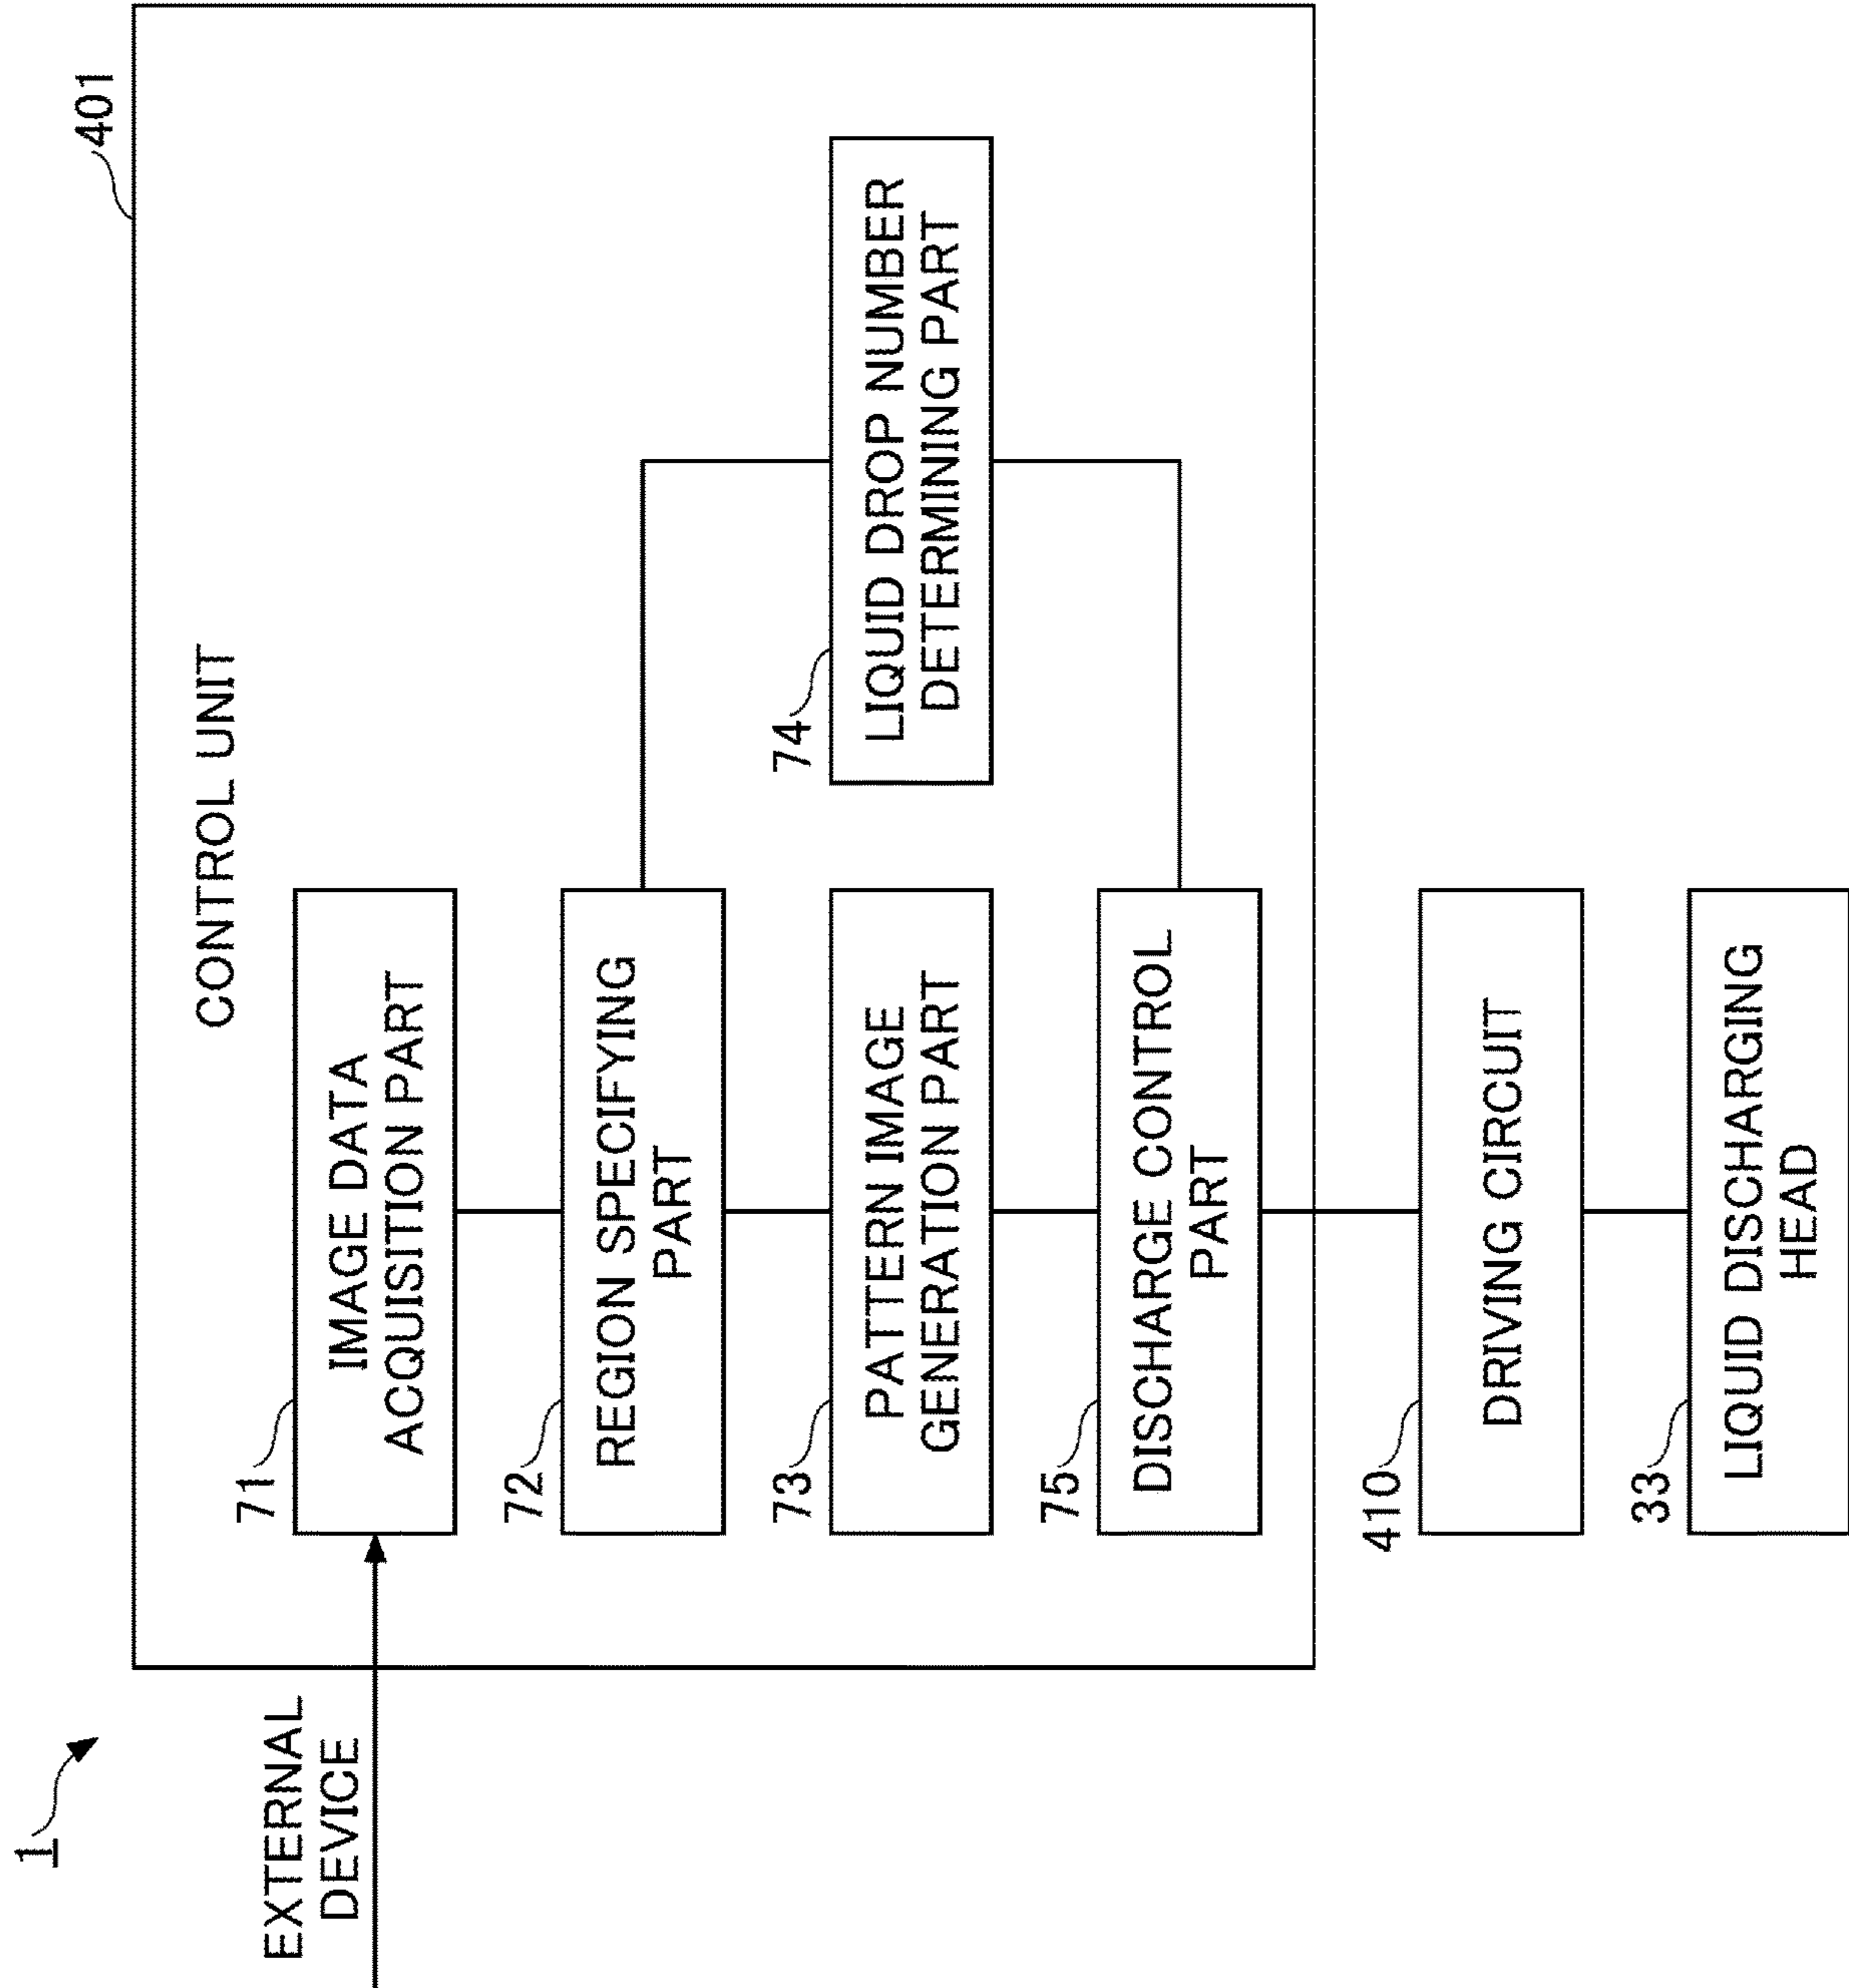 1
401
CONTROL UNIT
EXTERNAL
DEVICE
71
IMAGE DATA
ACQUISITION PART
72
REGION SPECIFYING
PART
73
PATTERN IMAGE
GENERATION PART
74
LIQUID DROP NUMBER
DETERMINING PART
75
DISCHARGE CONTROL
PART
410
DRIVING CIRCUIT
33
LIQUID DISCHARGING
HEAD